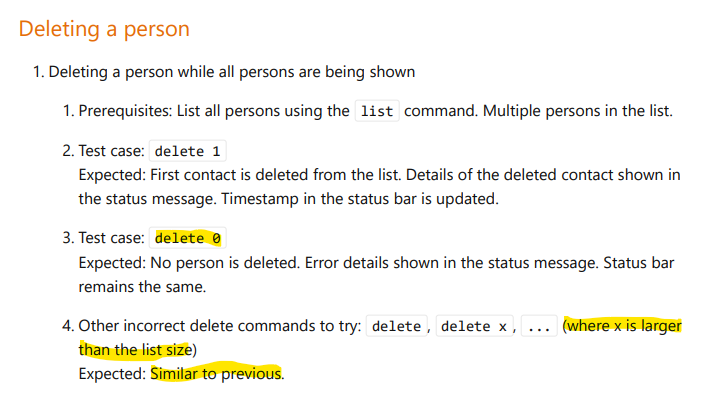 Deleting a person
1. Deleting a person while all persons are being shown
1. Prerequisites: List all persons using the list command. Multiple persons in the list.
2. Test case: delete 1
Expected: First contact is deleted from the list. Details of the deleted contact shown in
the status message. Timestamp in the status bar is updated.
3. Test case: delete 0
Expected: No person is deleted. Error details shown in the status message. Status bar
remains the same.
4. Other incorrect delete commands to try: delete, delete x, ... (where x is larger
than the list size)
Expected: Similar to previous.